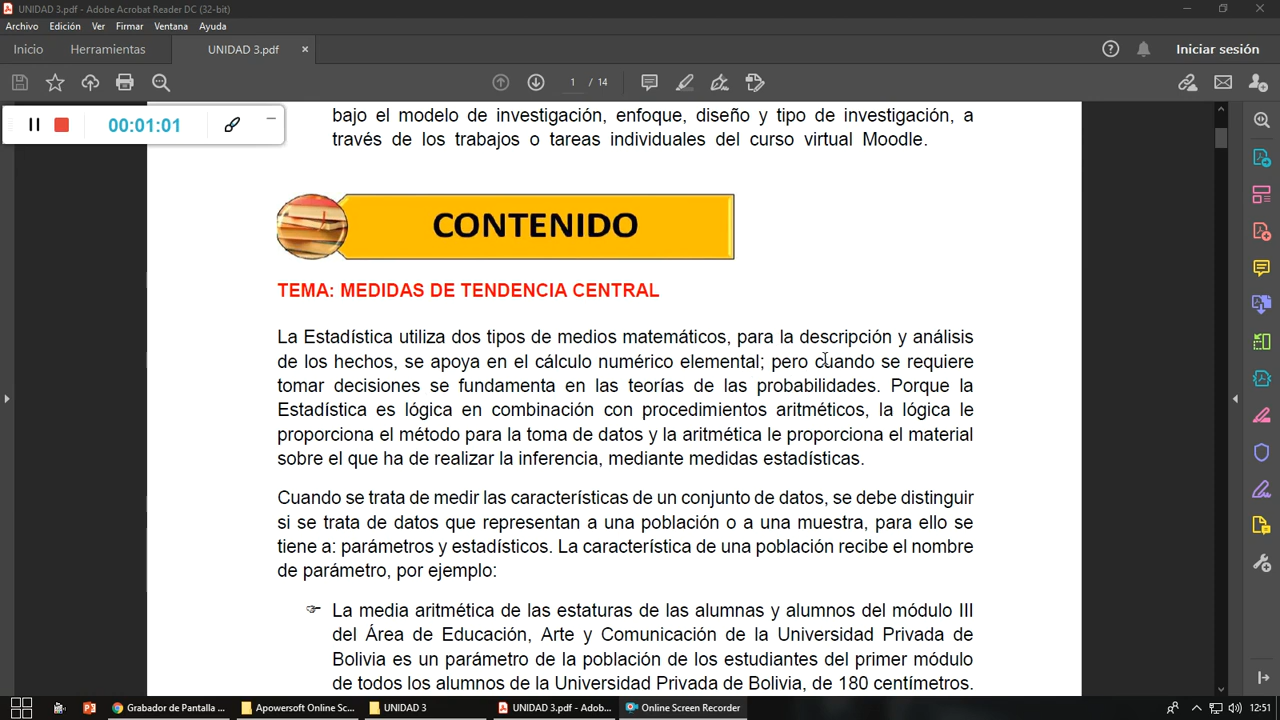 UNIDAD 3.pdf - Adobe Acrobat Reader DC (32-bit)
Archivo Edición Ver Firmar Ventana Ayuda
Inicio Herramientas UNIDAD 3.pdf × Iniciar sesión
1 / 14
00:01:01
bajo el modelo de investigación, enfoque, diseño y tipo de investigación, a
través de los trabajos o tareas individuales del curso virtual Moodle.
CONTENIDO
TEMA: MEDIDAS DE TENDENCIA CENTRAL
La Estadística utiliza dos tipos de medios matemáticos, para la descripción y análisis
de los hechos, se apoya en el cálculo numérico elemental; pero cuando se requiere
tomar decisiones se fundamenta en las teorías de las probabilidades. Porque la
Estadística es lógica en combinación con procedimientos aritméticos, la lógica le
proporciona el método para la toma de datos y la aritmética le proporciona el material
sobre el que ha de realizar la inferencia, mediante medidas estadísticas.
Cuando se trata de medir las características de un conjunto de datos, se debe distinguir
si se trata de datos que representan a una población o a una muestra, para ello se
tiene a: parámetros y estadísticos. La característica de una población recibe el nombre
de parámetro, por ejemplo:
☞ La media aritmética de las estaturas de las alumnas y alumnos del módulo III
del Área de Educación, Arte y Comunicación de la Universidad Privada de
Bolivia es un parámetro de la población de los estudiantes del primer módulo
de todos los alumnos de la Universidad Privada de Bolivia, de 180 centímetros.
Grabador de Pantalla ... Apowersoft Online Sc... UNIDAD 3 UNIDAD 3.pdf - Adob... Online Screen Recorder 12:51